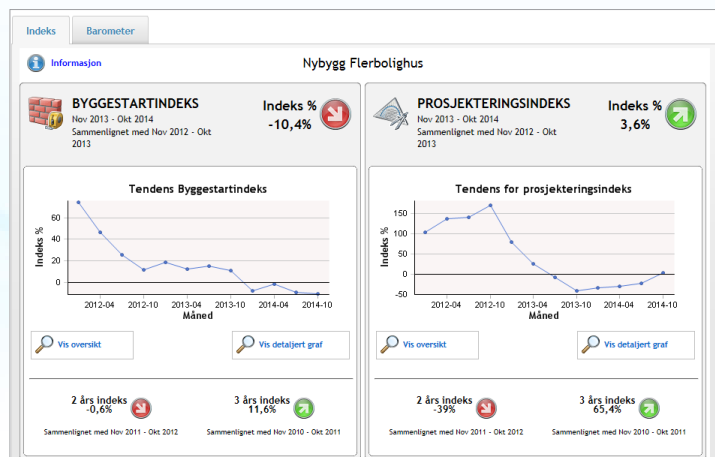 Indeks
Barometer
Informasjon
Nybygg Flerbolighus
BYGGESTARTINDEKS
Nov 2013 - Okt 2014
Sammenlignet med Nov 2012 - Okt
2013
Indeks %
-10,4%
Tendens Byggestartindeks
Indeks %
60
40
20
0
2012-04
2012-10
2013-04
2013-10
2014-04
2014-10
Måned
Vis oversikt
Vis detaljert graf
2 års indeks
-0,6%
Sammenlignet med Nov 2011 - Okt 2012
3 års indeks
11,6%
Sammenlignet med Nov 2010 - Okt 2011
PROSJEKTERINGSINDEKS
Nov 2013 - Okt 2014
Sammenlignet med Nov 2012 - Okt
2013
Indeks %
3,6%
Tendens for prosjekteringsindeks
Indeks %
150
100
50
0
-50
2012-04
2012-10
2013-04
2013-10
2014-04
2014-10
Måned
Vis oversikt
Vis detaljert graf
2 års indeks
-39%
Sammenlignet med Nov 2011 - Okt 2012
3 års indeks
65,4%
Sammenlignet med Nov 2010 - Okt 2011